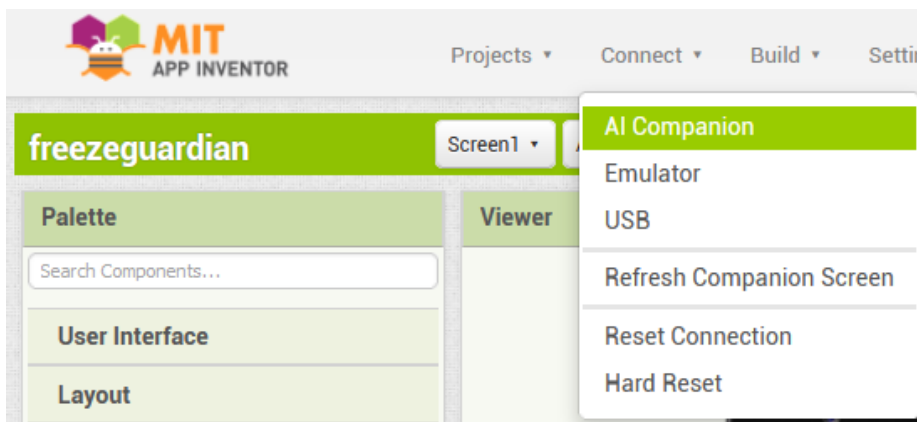 MIT
APP INVENTOR
Projects
Connect
Build
freezeguardian
Screen1
AI Companion
Emulator
USB
Refresh Companion Screen
Reset Connection
Hard Reset
Palette
Viewer
Search Components...
User Interface
Layout